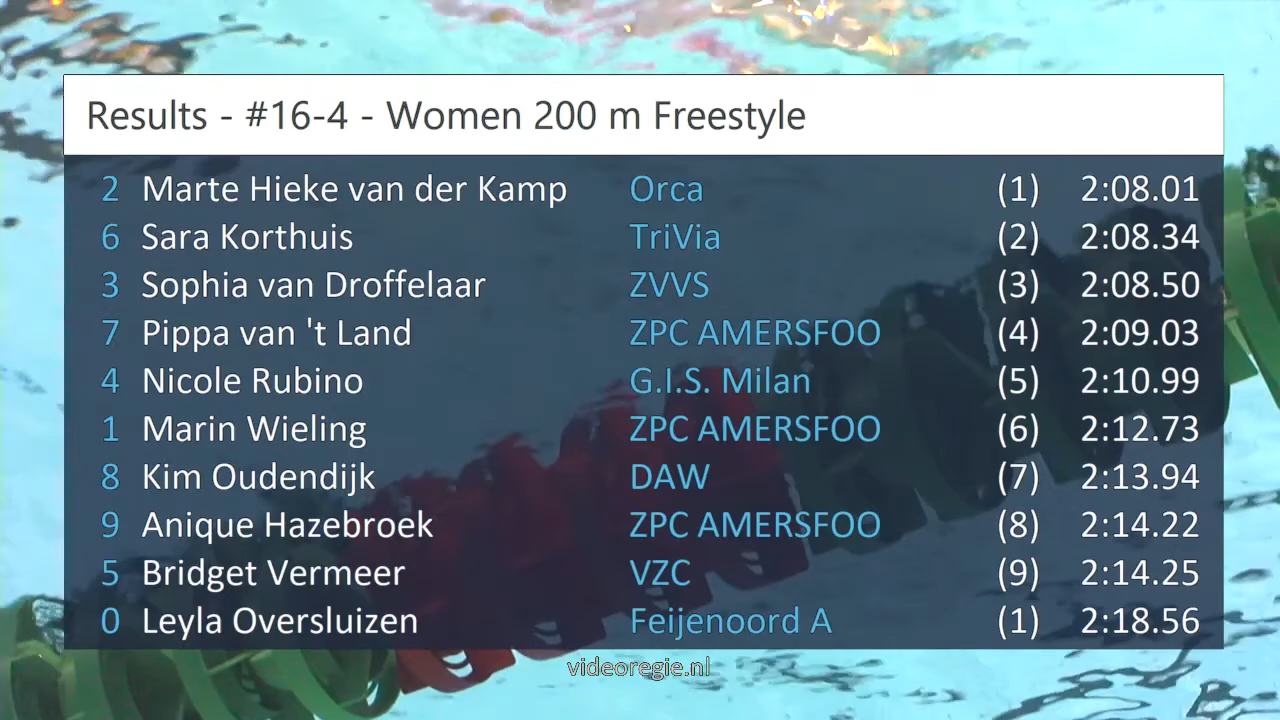 Results - #16-4 - Women 200 m Freestyle
2 Marte Hieke van der Kamp Orca (1) 2:08.01
6 Sara Korthuis TriVia (2) 2:08.34
3 Sophia van Droffelaar ZVVS (3) 2:08.50
7 Pippa van 't Land ZPC AMERSFOO (4) 2:09.03
4 Nicole Rubino G.I.S. Milan (5) 2:10.99
1 Marin Wieling ZPC AMERSFOO (6) 2:12.73
8 Kim Oudendijk DAW (7) 2:13.94
9 Anique Hazebroek ZPC AMERSFOO (8) 2:14.22
5 Bridget Vermeer VZC (9) 2:14.25
0 Leyla Oversluizen Feijenoord A (1) 2:18.56
videoregie.nl